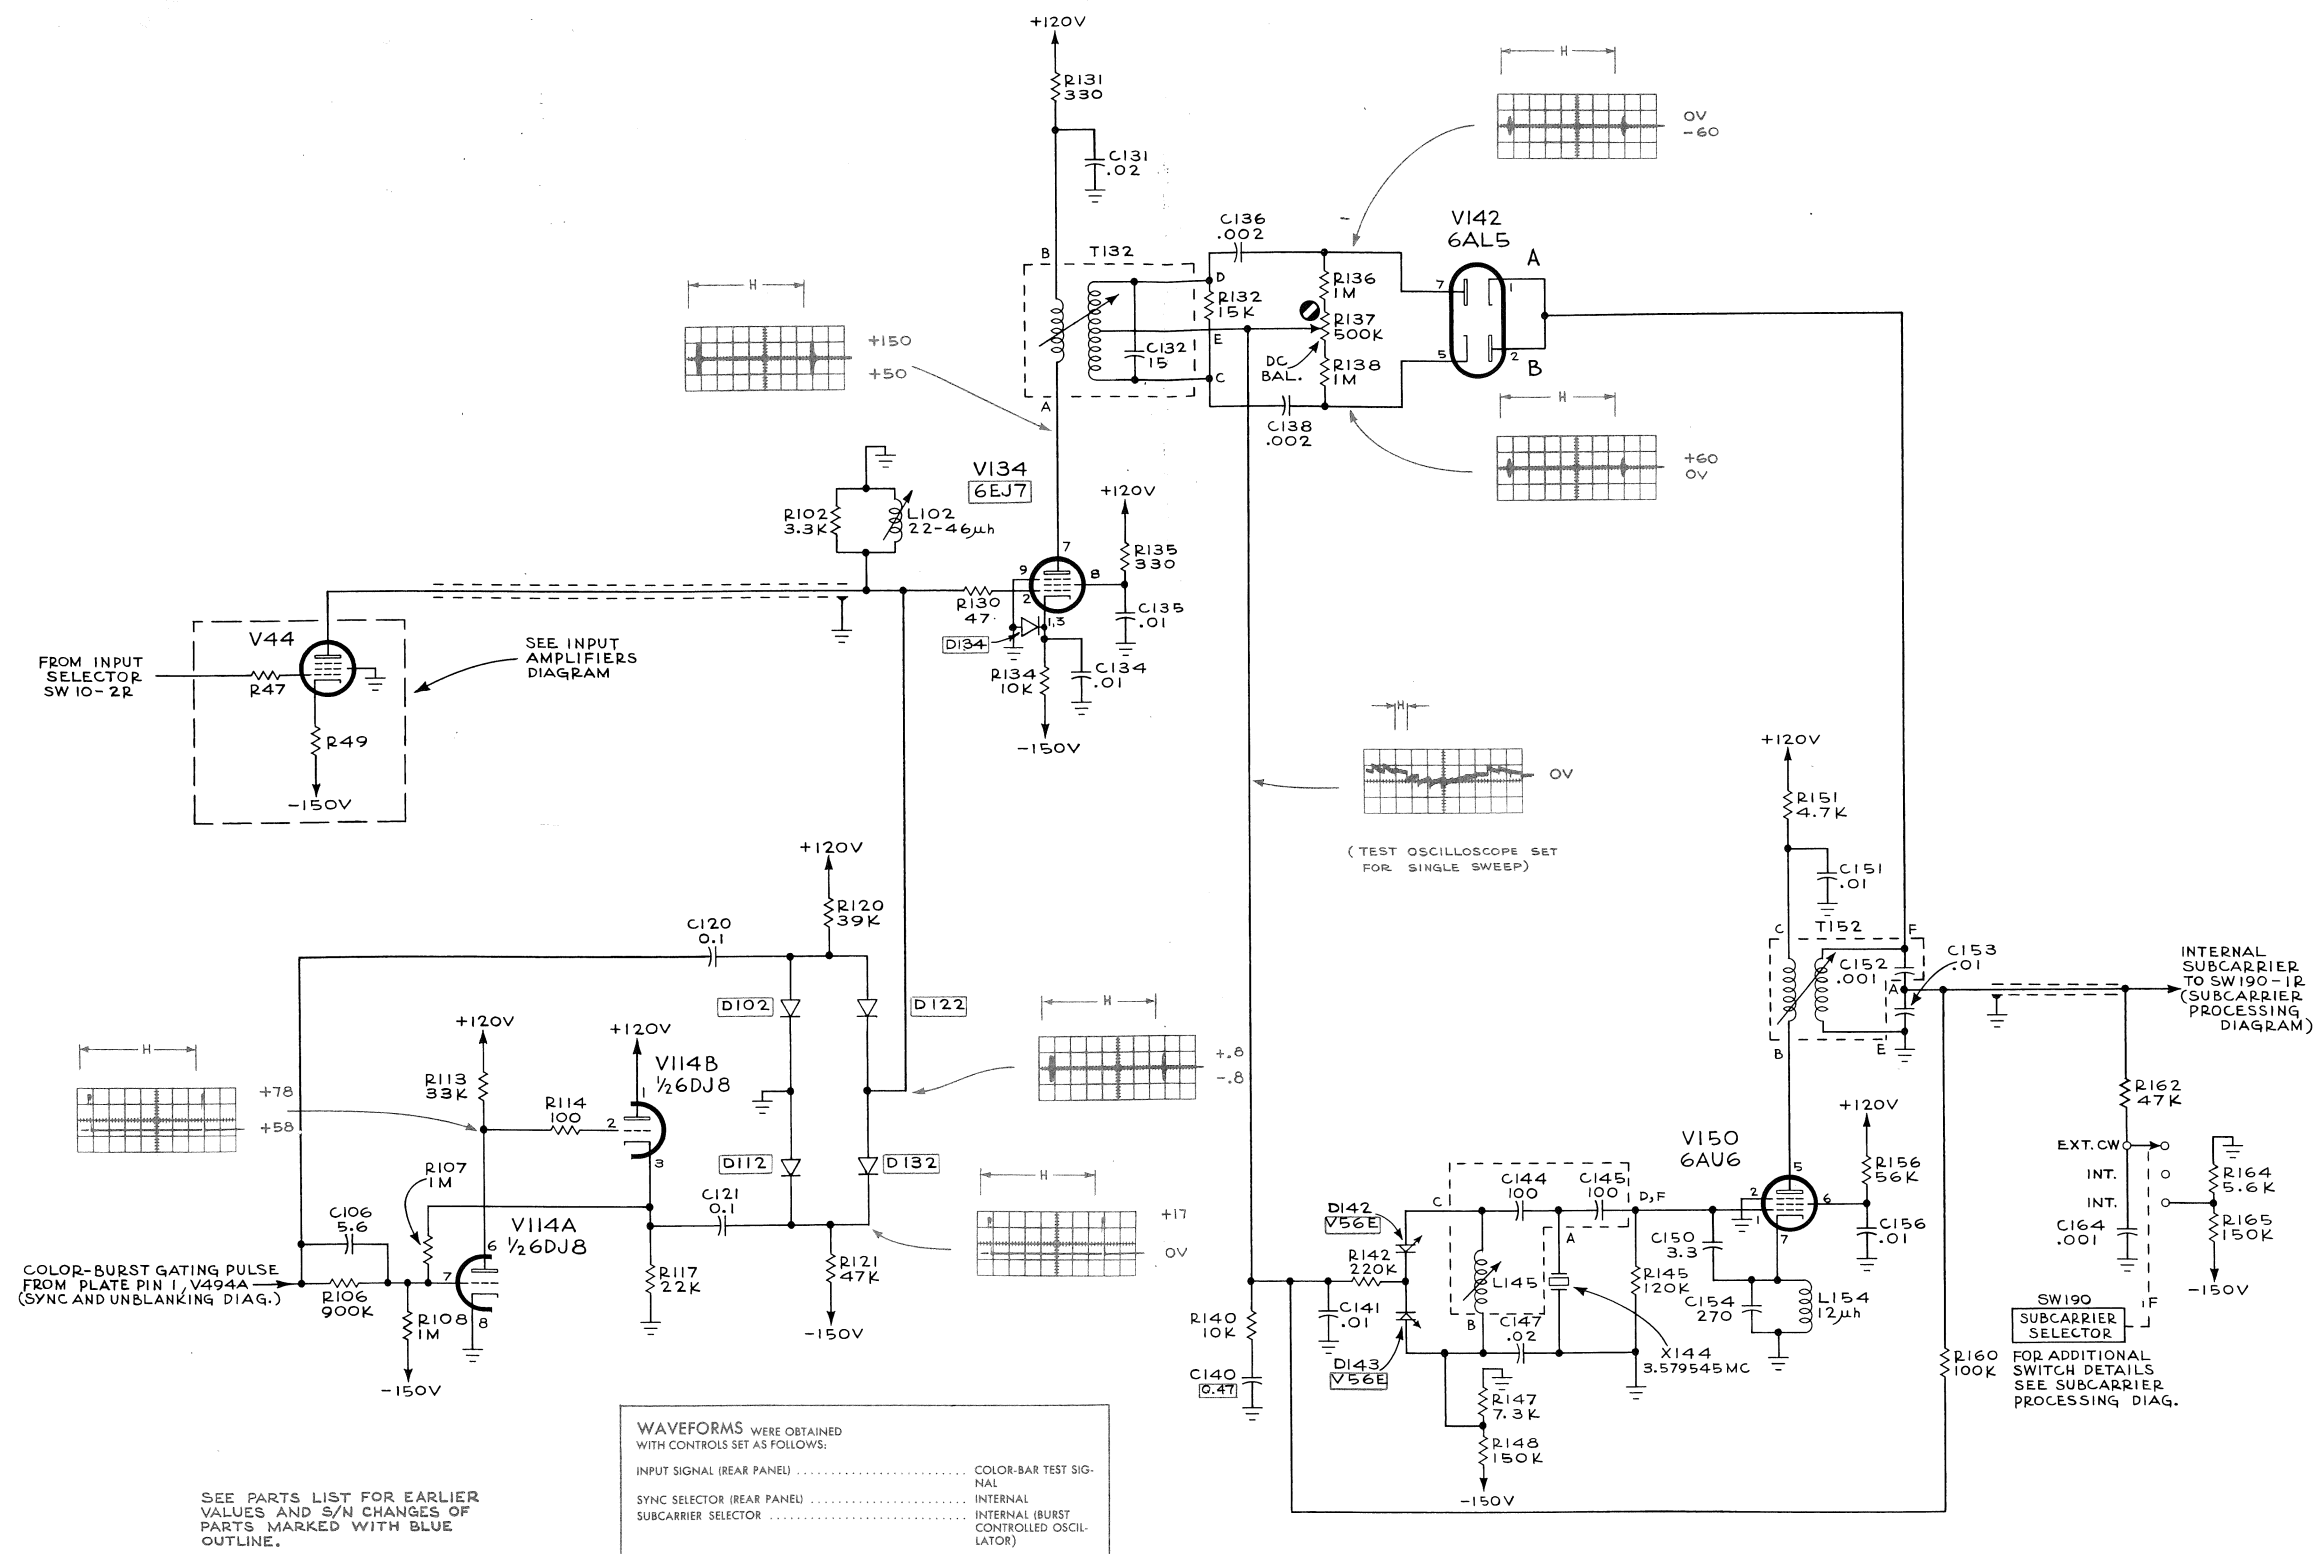 +120V
R131
330
C131
.02
H
OV
-60
C136
.002
V142
6AL5
B
T132
D
R132
15K
E
C132
15
C
A
R136
1M
R137
500K
DC
BAL.
R138
1M
C138
.002
7
5
1
2
A
B
H
+150
+50
H
+60
OV
V134
6EJ7
R102
3.3K
L102
22-46µh
+120V
R135
330
7
9
8
2
1,3
R130
47
D134
C135
.01
R134
10K
C134
.01
-150V
V44
FROM INPUT
SELECTOR
SW 10-2R
R47
R49
-150V
SEE INPUT
AMPLIFIERS
DIAGRAM
H
OV
(TEST OSCILLOSCOPE SET
FOR SINGLE SWEEP)
+120V
R151
4.7K
C151
.01
C
T152
F
C152
.001
C153
.01
A
B
E
INTERNAL
SUBCARRIER
TO SW190-1R
(SUBCARRIER
PROCESSING
DIAGRAM)
+120V
R120
39K
C120
0.1
D102
D122
D112
D132
H
+.8
-.8
H
+78
+58
+120V
R113
33K
R114
100
+120V
V114B
½6DJ8
1
2
3
R107
1M
C106
5.6
V114A
½6DJ8
6
7
8
COLOR-BURST GATING PULSE
FROM PLATE PIN 1, V494A
(SYNC AND UNBLANKING DIAG.)
R106
900K
R108
1M
-150V
C121
0.1
R117
22K
R121
47K
-150V
H
+17
OV
R140
10K
C140
0.47
C141
.01
R142
220K
D142
V56E
D143
V56E
C
C144
100
C145
100
D,F
A
L145
B
C147
.02
R145
120K
X144
3.579545MC
R147
7.3K
R148
150K
-150V
V150
6AU6
5
2
1
6
7
C150
3.3
C154
270
L154
12µh
+120V
R156
56K
C156
.01
R160
100K
R162
47K
EXT. CW
INT.
INT.
C164
.001
R164
5.6K
R165
150K
-150V
F
SW190
SUBCARRIER
SELECTOR
FOR ADDITIONAL
SWITCH DETAILS
SEE SUBCARRIER
PROCESSING DIAG.
SEE PARTS LIST FOR EARLIER
VALUES AND S/N CHANGES OF
PARTS MARKED WITH BLUE
OUTLINE.
WAVEFORMS WERE OBTAINED
WITH CONTROLS SET AS FOLLOWS:
INPUT SIGNAL (REAR PANEL) ........................ COLOR-BAR TEST SIG-
NAL
SYNC SELECTOR (REAR PANEL) ...................... INTERNAL
SUBCARRIER SELECTOR ............................ INTERNAL (BURST
CONTROLLED OSCIL-
LATOR)